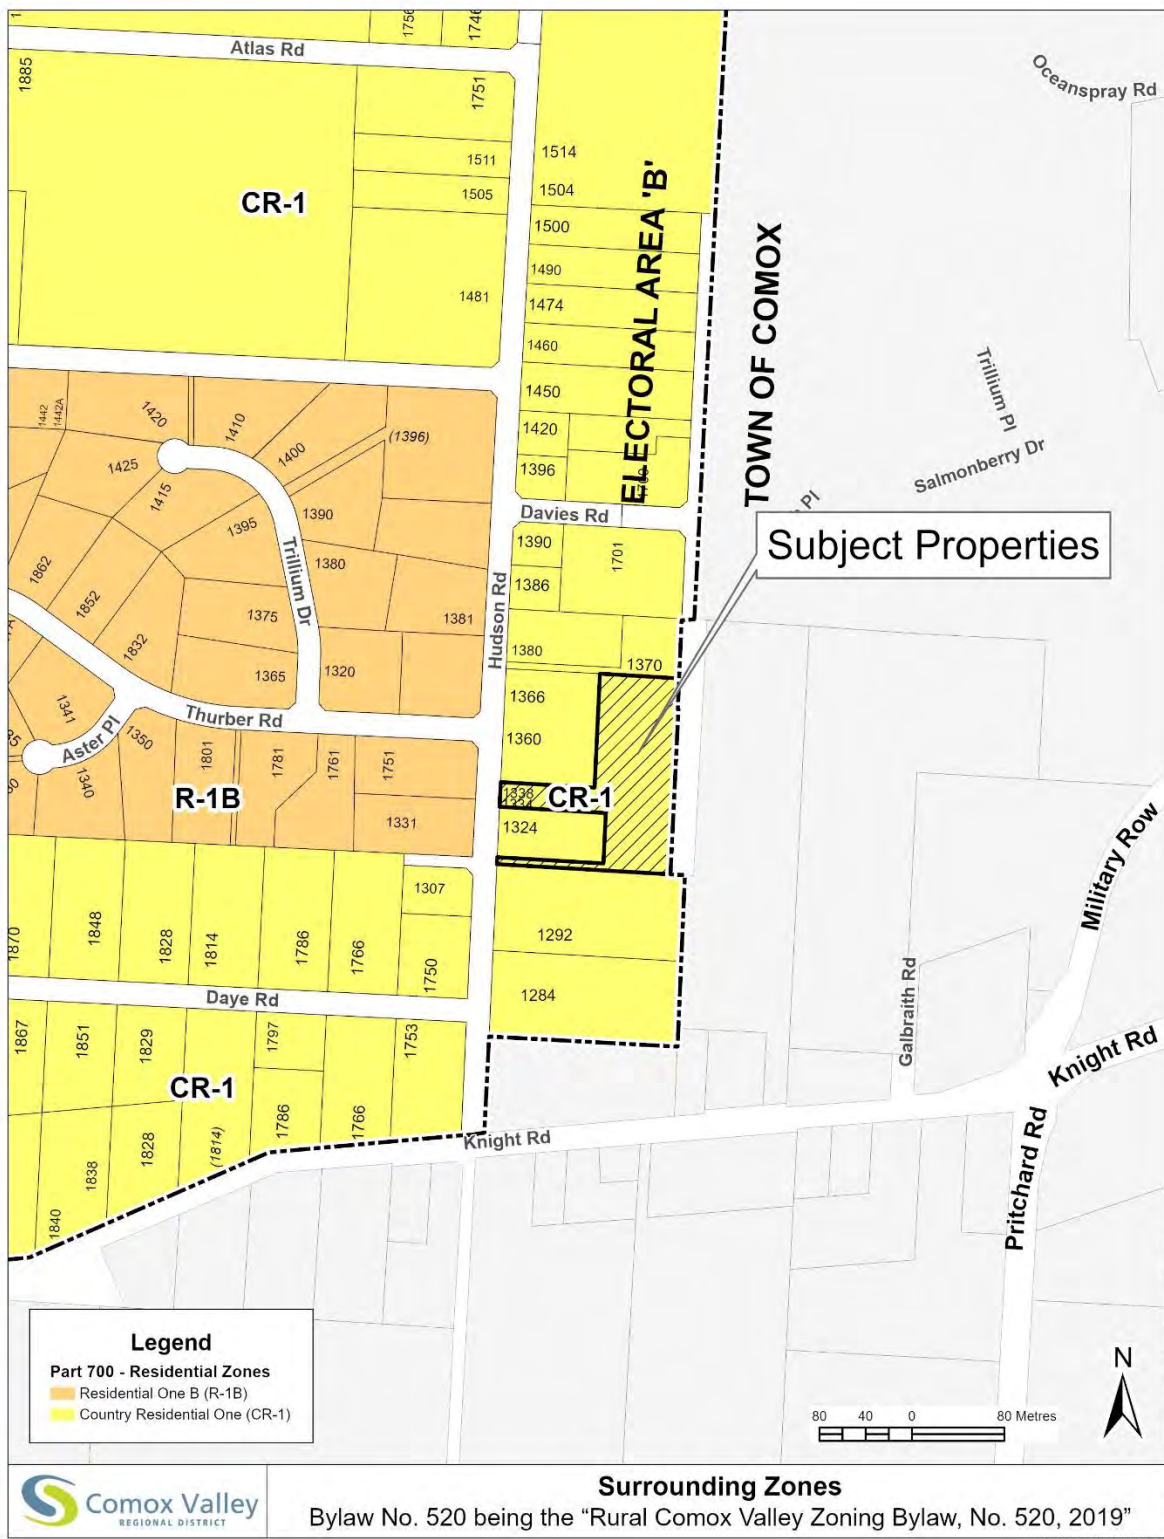 Atlas Rd
1756
1746
1885
1751
1511
1505
1481
CR-1
1514
1504
1500
1490
1474
1460
1450
1420
1396
ELECTORAL AREA 'B'
TOWN OF COMOX
Oceanspray Rd
Trillium Pl
Salmonberry Dr
Pl
Subject Properties
1442
1442A
1420
1410
1400
(1396)
1425
1415
1395
1390
1380
Trillium Dr
1862
1852
1832
1375
1365
1320
1381
Hudson Rd
Davies Rd
1390
1386
1701
1380
1370
1366
1360
1338
1334
CR-1
1324
1341
Aster Pl
1350
1340
Thurber Rd
1801
1781
1761
1751
R-1B
1331
1307
1870
1848
1828
1814
1786
1766
1750
1292
1284
Daye Rd
1867
1851
1829
1797
1753
CR-1
1786
1766
1840
1838
1828
(1814)
Knight Rd
Galbraith Rd
Military Row
Knight Rd
Pritchard Rd
Legend
Part 700 - Residential Zones
Residential One B (R-1B)
Country Residential One (CR-1)
N
80 40 0 80 Metres
Comox Valley
REGIONAL DISTRICT
Surrounding Zones
Bylaw No. 520 being the “Rural Comox Valley Zoning Bylaw, No. 520, 2019”